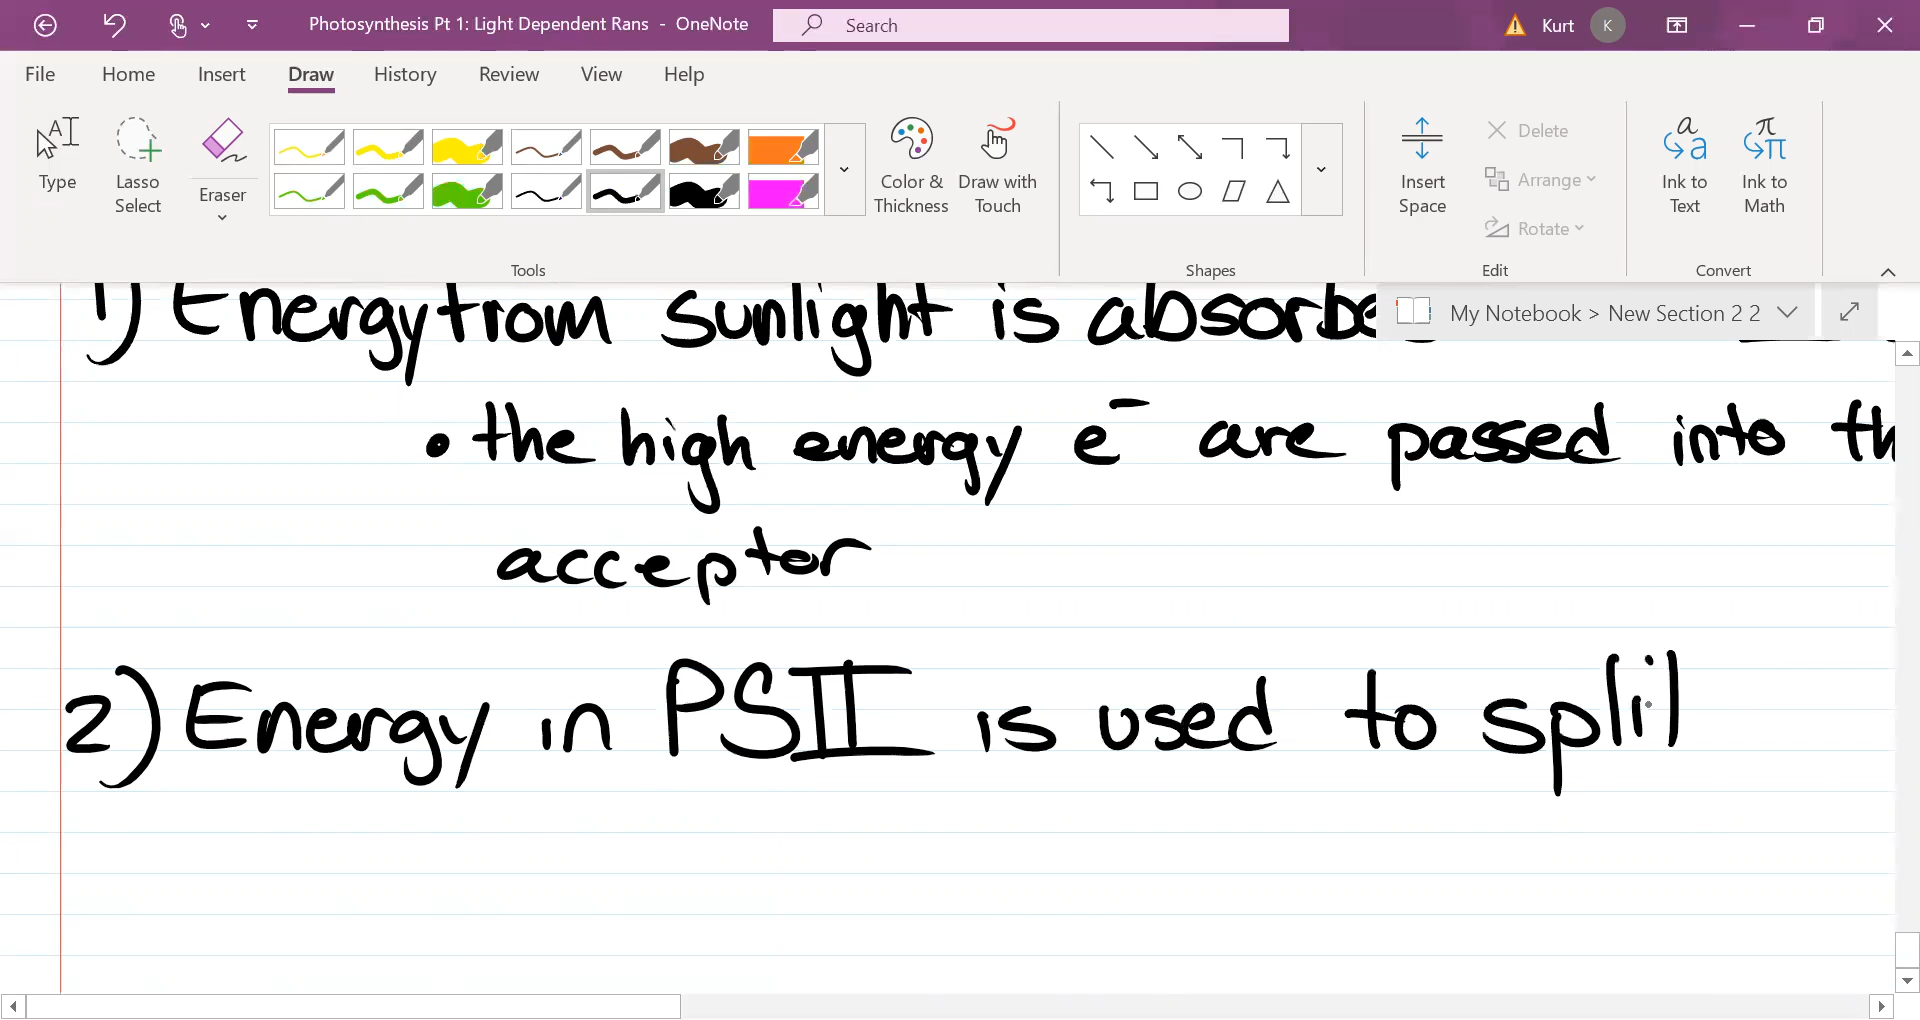 Photosynthesis Pt 1: Light Dependent Rxns - OneNote
Search
Kurt
K
File Home Insert Draw History Review View Help
Type
Lasso Select
Eraser
Color & Thickness
Draw with Touch
Insert Space
Delete
Arrange
Rotate
Ink to Text
Ink to Math
Tools
Shapes
Edit
Convert
My Notebook > New Section 2 2
1) Energy from sunlight is absorbe
• the high energy e⁻ are passed into th
acceptor
2) Energy in PSII is used to spli